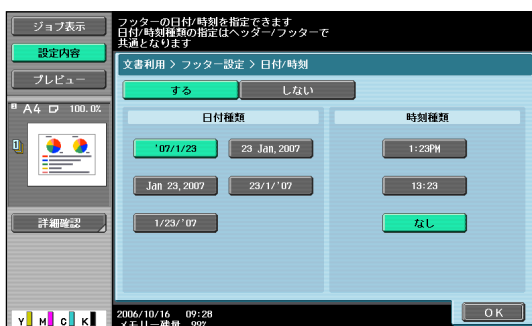 ジョブ表示
設定内容
プレビュー
A4 100.0%
詳細確認
Y M C K
フッターの日付/時刻を指定できます
日付/時刻種類の指定はヘッダー/フッターで
共通となります
文書利用 > フッター設定 > 日付/時刻
する しない
日付種類 時刻種類
'07/1/23 23 Jan,2007 1:23PM
Jan 23,2007 23/1/'07 13:23
1/23/'07 なし
2006/10/16 09:28
メモリー残量 99%
OK